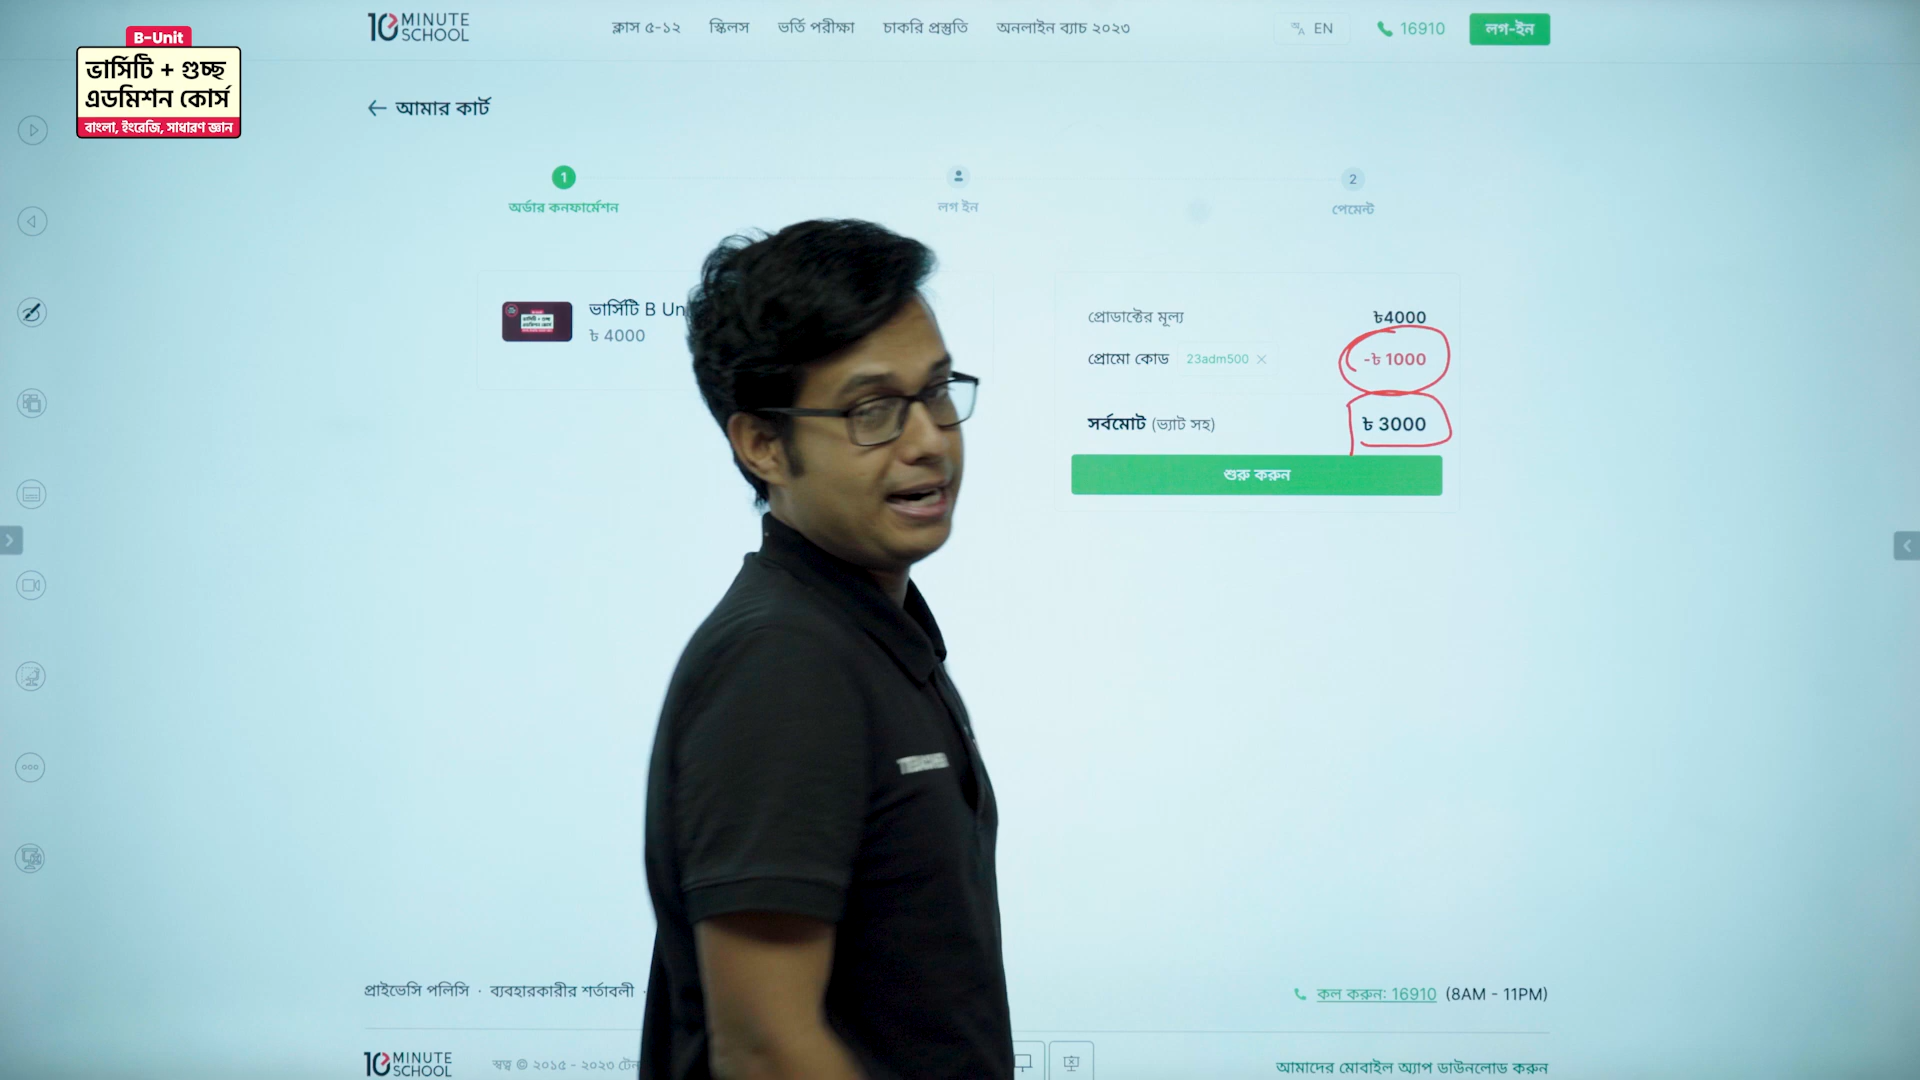 B-Unit
ভার্সিটি + গুচ্ছ
এডমিশন কোর্স
বাংলা, ইংরেজি, সাধারণ জ্ঞান
10 MINUTE SCHOOL
ক্লাস ৫-১২ স্কিলস ভর্তি পরীক্ষা চাকরি প্রস্তুতি অনলাইন ব্যাচ ২০২৩ EN 16910 লগ-ইন
← আমার কার্ট
1 2
অর্ডার কনফার্মেশন লগ ইন পেমেন্ট
ভার্সিটি B Un
৳ 4000
প্রোডাক্টের মূল্য ৳4000
প্রোমো কোড 23adm500 × -৳ 1000
সর্বমোট (ভ্যাট সহ) ৳ 3000
শুরু করুন
প্রাইভেসি পলিসি · ব্যবহারকারীর শর্তাবলী ·
কল করুন: 16910 (8AM - 11PM)
10 MINUTE SCHOOL
স্বত্ব © ২০১৫ - ২০২৩ টেন
আমাদের মোবাইল অ্যাপ ডাউনলোড করুন